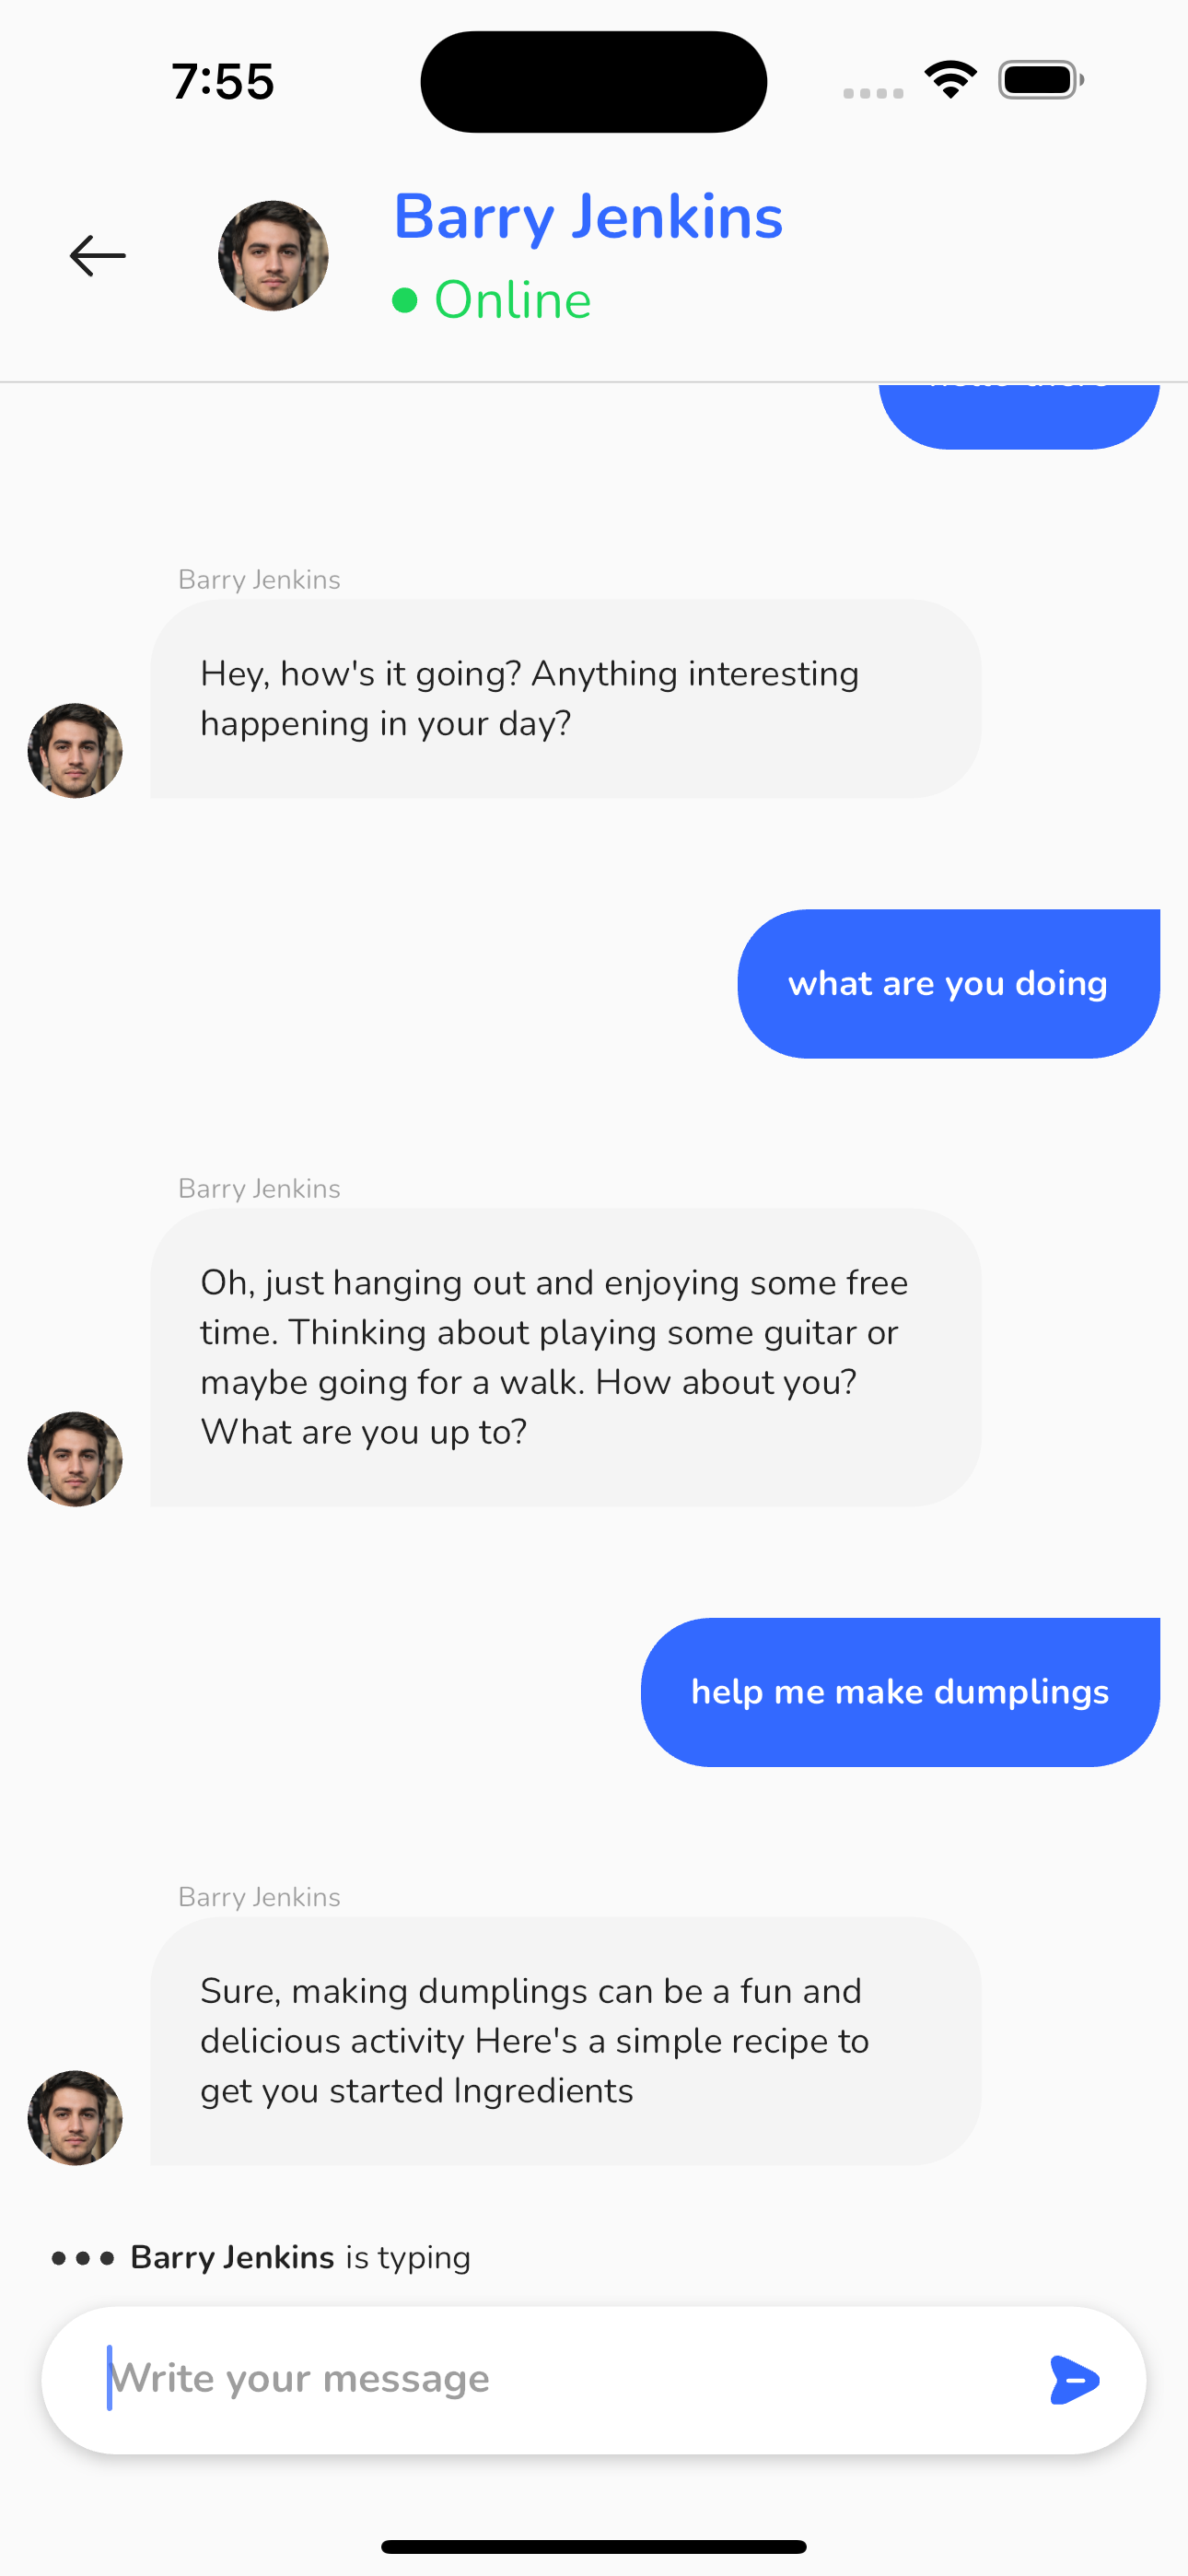 7:55
Barry Jenkins
Online
Barry Jenkins
Hey, how's it going? Anything interesting
happening in your day?
what are you doing
Barry Jenkins
Oh, just hanging out and enjoying some free
time. Thinking about playing some guitar or
maybe going for a walk. How about you?
What are you up to?
help me make dumplings
Barry Jenkins
Sure, making dumplings can be a fun and
delicious activity Here's a simple recipe to
get you started Ingredients
Barry Jenkins is typing
Write your message